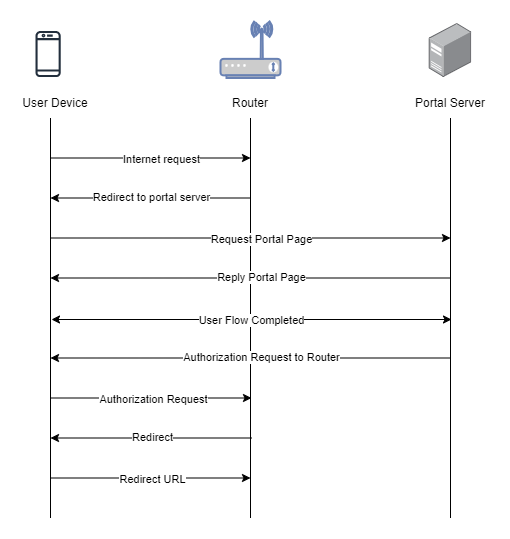 User Device
Router
Portal Server
Internet request
Redirect to portal server
Request Portal Page
Reply Portal Page
User Flow Completed
Authorization Request to Router
Authorization Request
Redirect
Redirect URL